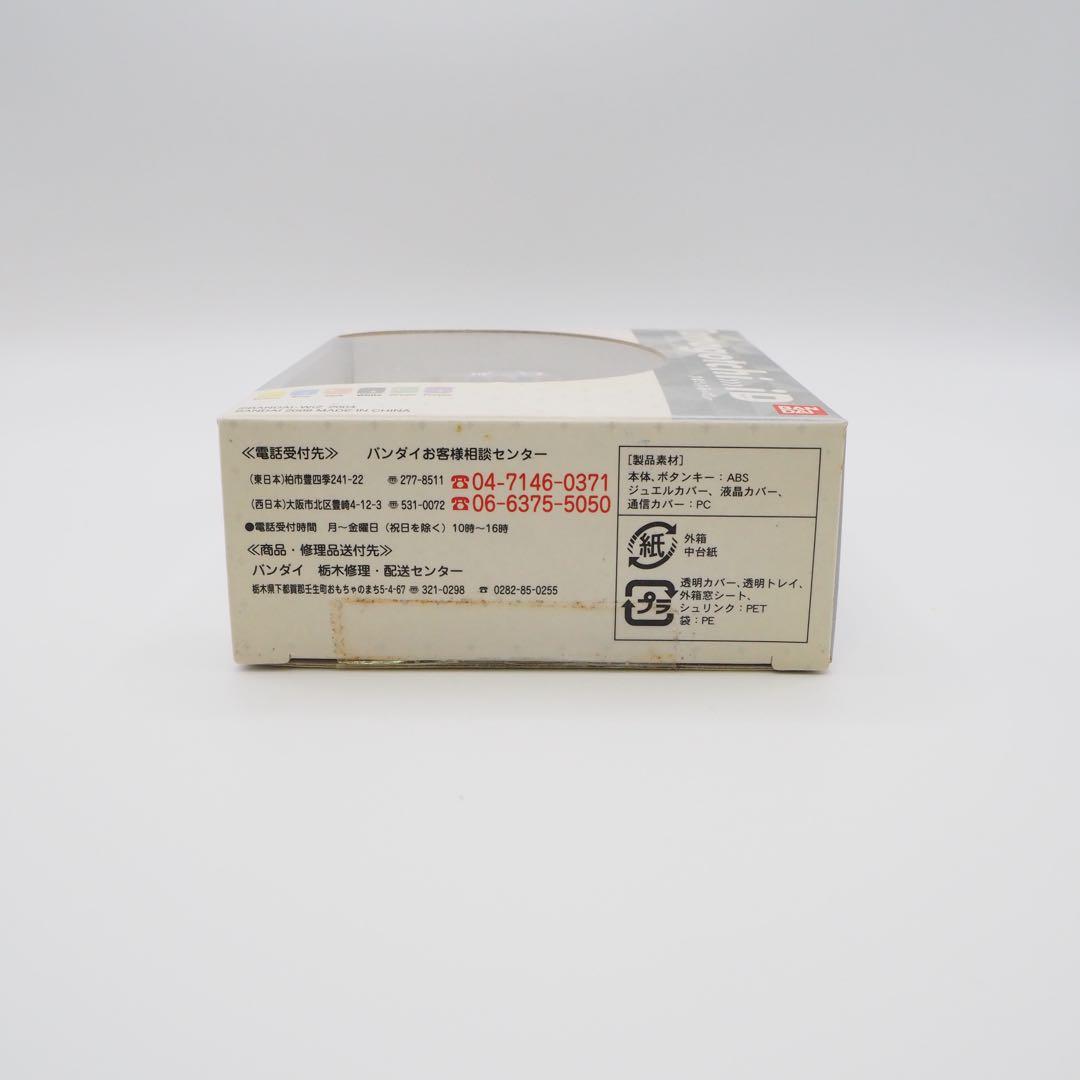 ©BANDAI・WiZ 2004
BANDAI 2008 MADE IN CHINA
BANDAI
≪電話受付先≫ バンダイお客様相談センター
(東日本)柏市豊四季241-22 〠277-8511 ☎04-7146-0371
(西日本)大阪市北区豊崎4-12-3 〠531-0072 ☎06-6375-5050
●電話受付時間 月～金曜日(祝日を除く)10時～16時
≪商品・修理品送付先≫
バンダイ 栃木修理・配送センター
栃木県下都賀郡壬生町おもちゃのまち5-4-67 〠321-0298 ☎ 0282-85-0255
[製品素材]
本体、ボタンキー：ABS
ジュエルカバー、液晶カバー、
通信カバー：PC
紙
外箱
中台紙
プラ
透明カバー、透明トレイ、
外箱窓シート、
シュリンク：PET
袋：PE